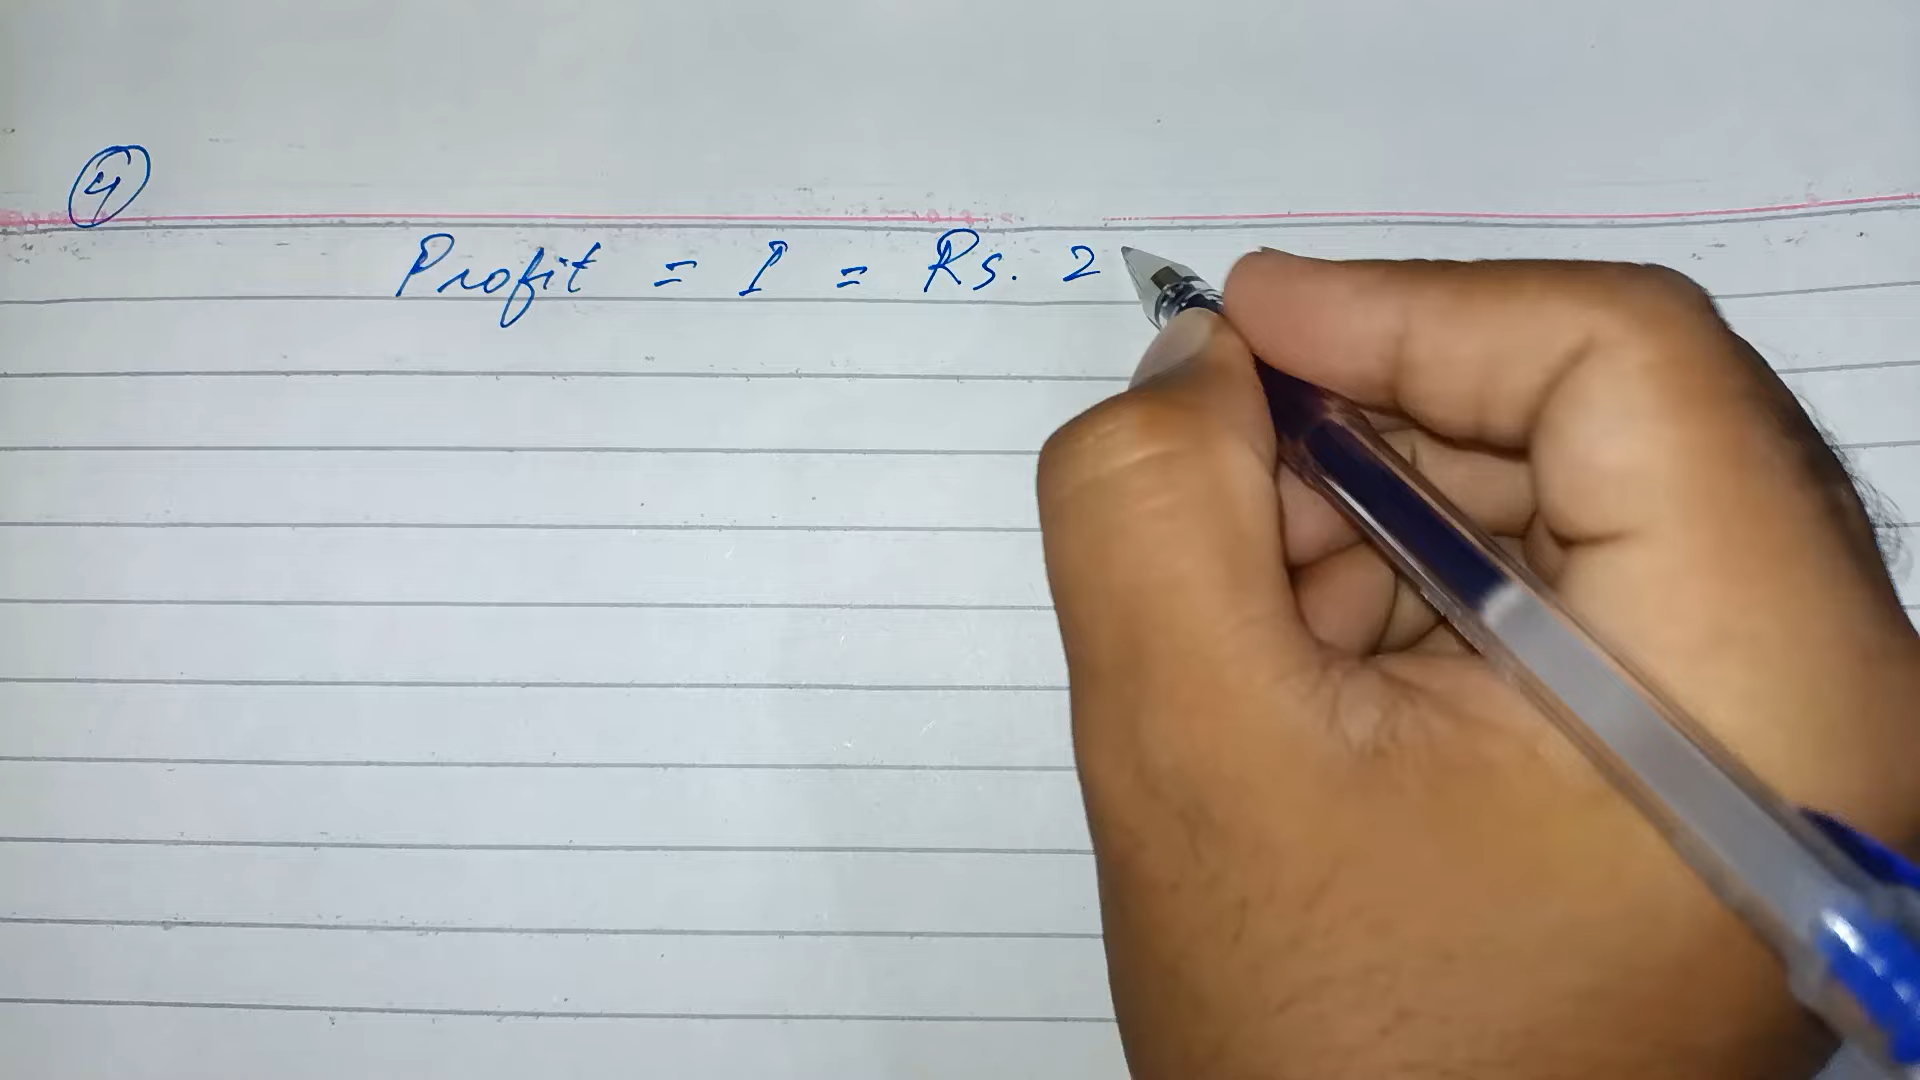 4
Profit = I = Rs. 2